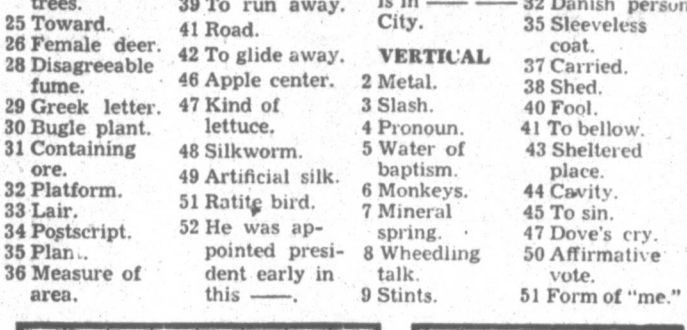 trees.
25 Toward.
26 Female deer.
28 Disagreeable
fume.
29 Greek letter.
30 Bugle plant.
31 Containing
ore.
32 Platform.
33 Lair.
34 Postscript.
35 Plan.
36 Measure of
area.
39 To run away.
41 Road.
42 To glide away.
46 Apple center.
47 Kind of
lettuce.
48 Silkworm.
49 Artificial silk.
51 Ratite bird.
52 He was ap-
pointed presi-
dent early in
this ——.
is in —— ——
City.
VERTICAL
2 Metal.
3 Slash.
4 Pronoun.
5 Water of
baptism.
6 Monkeys.
7 Mineral
spring.
8 Wheedling
talk.
9 Stints.
32 Danish person
35 Sleeveless
coat.
37 Carried.
38 Shed.
40 Fool.
41 To bellow.
43 Sheltered
place.
44 Cavity.
45 To sin.
47 Dove's cry.
50 Affirmative
vote.
51 Form of "me."